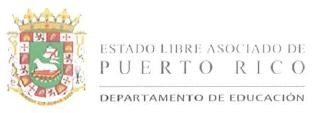 ESTADO LIBRE ASOCIADO DE
PUERTO RICO
DEPARTAMENTO DE EDUCACIÓN